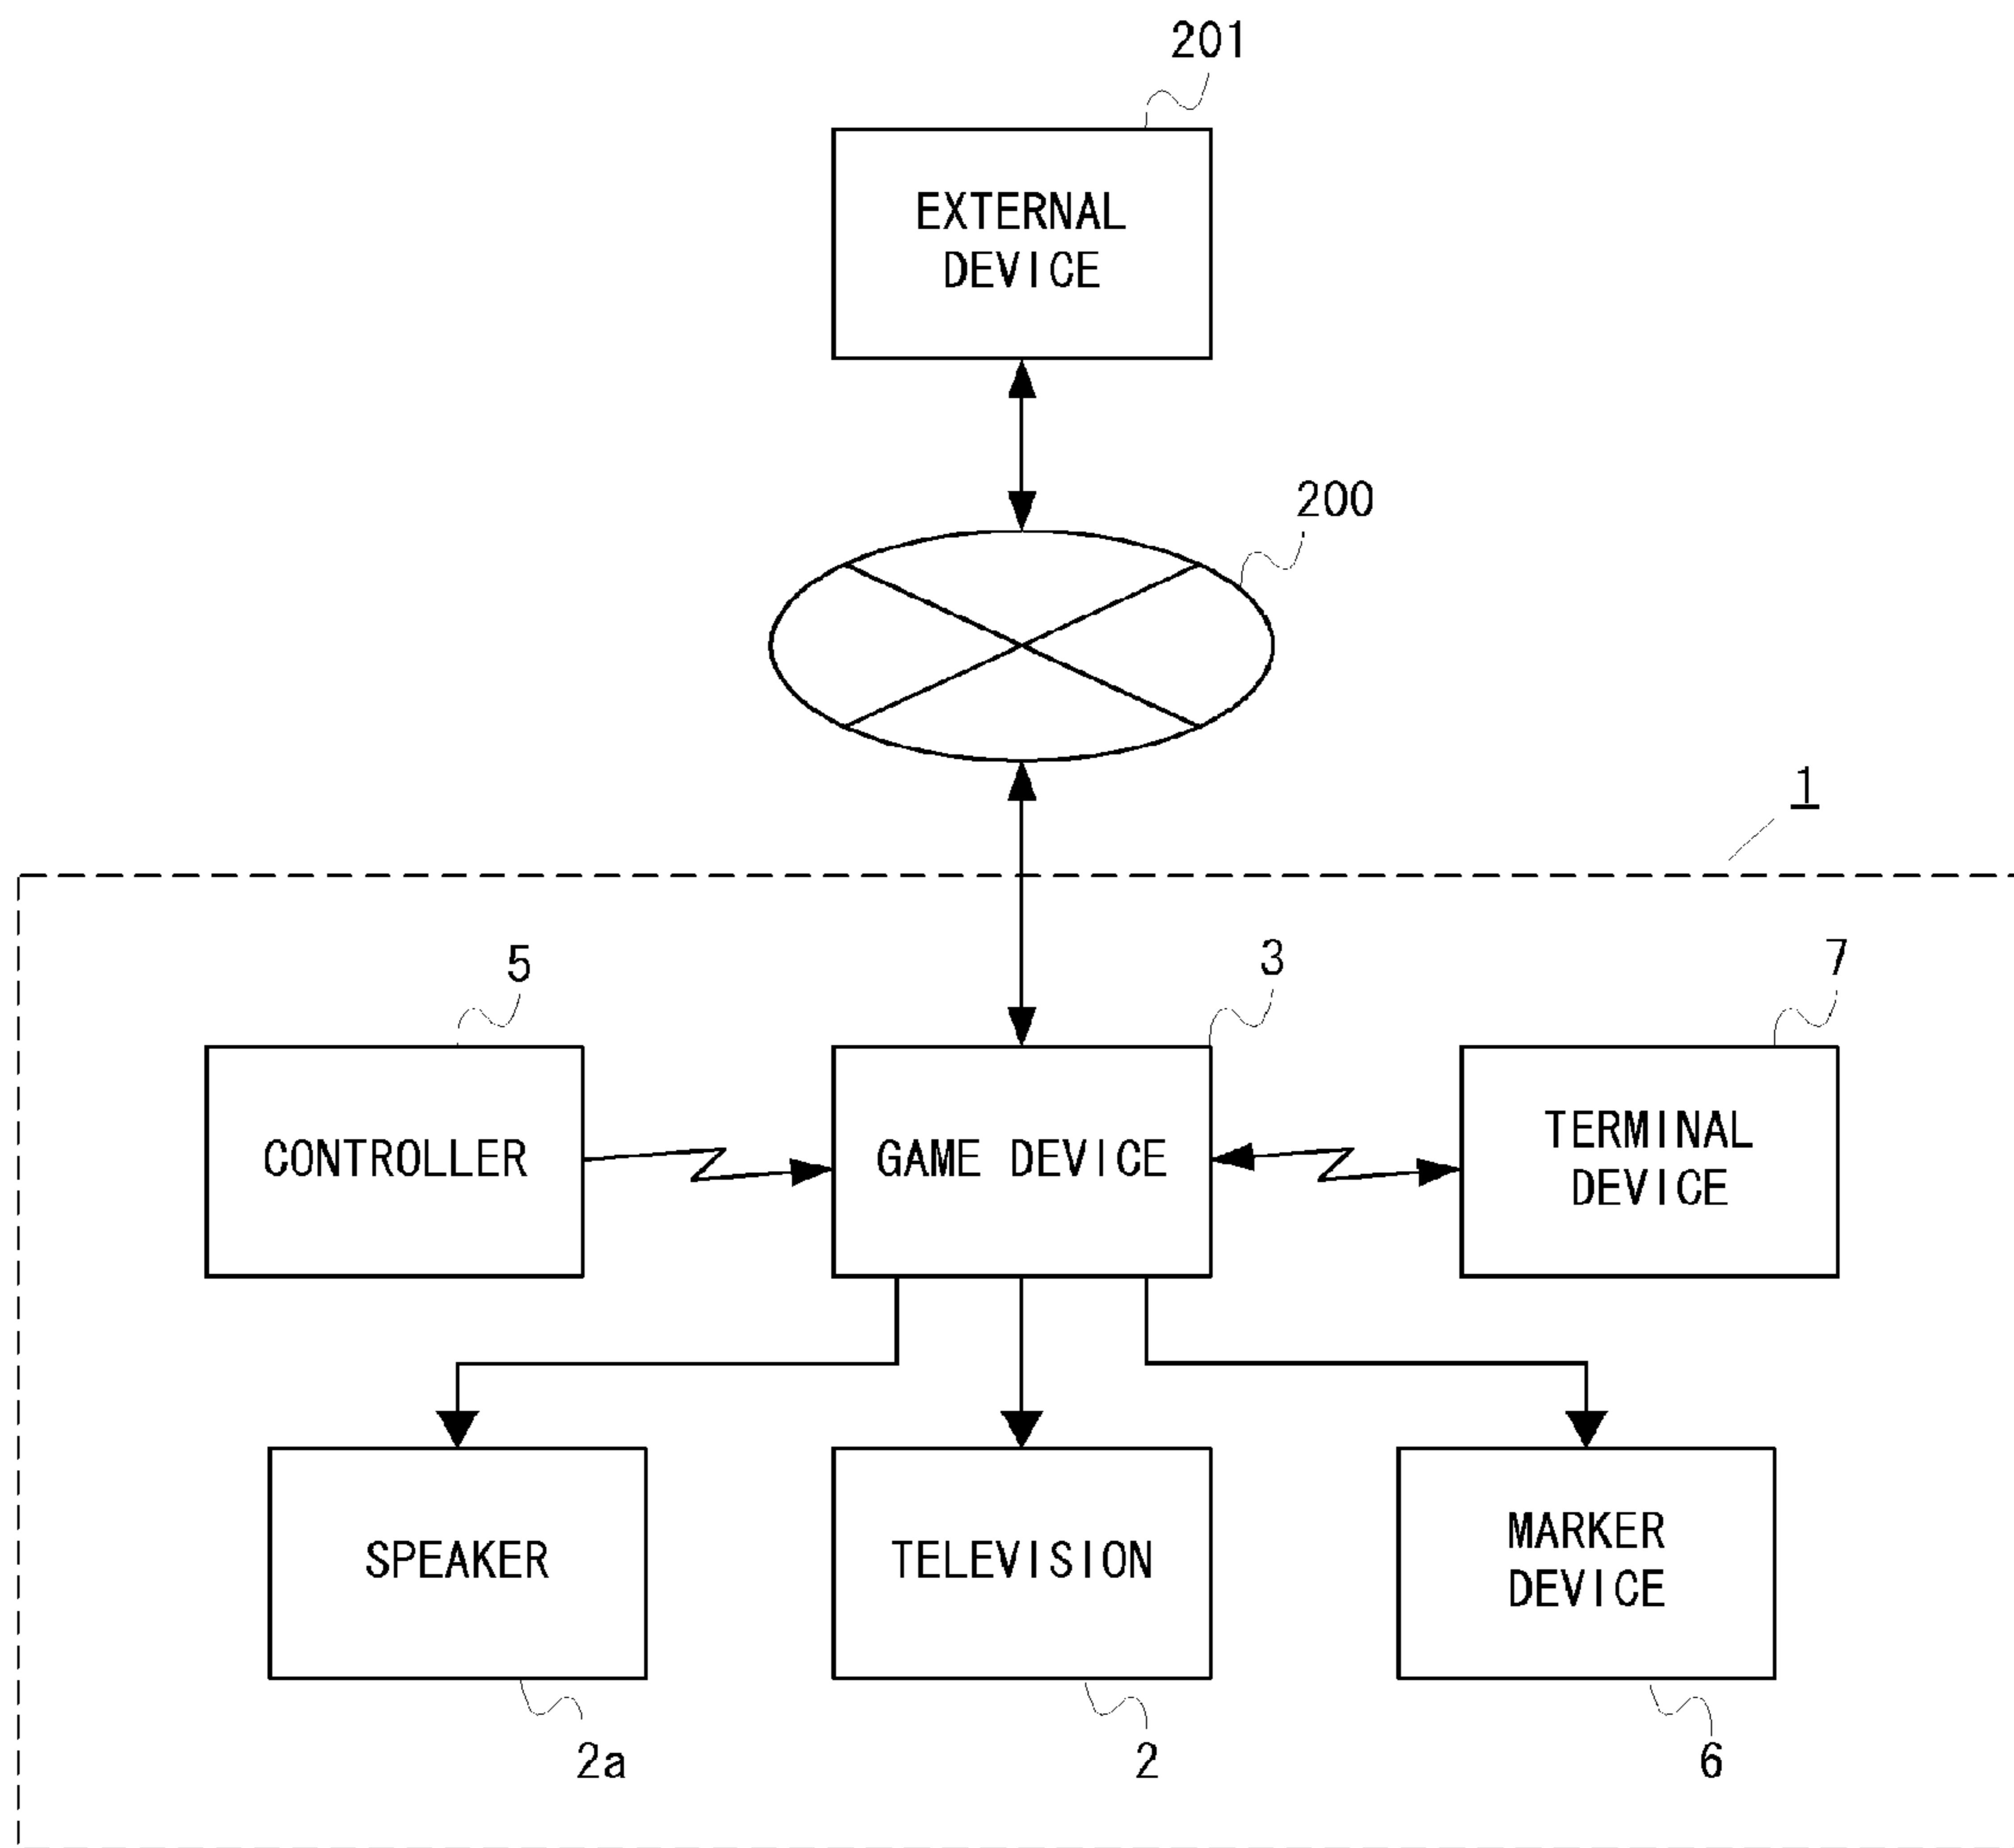 201
EXTERNAL
DEVICE
200
1
5
3
7
CONTROLLER
GAME DEVICE
TERMINAL
DEVICE
SPEAKER
TELEVISION
MARKER
DEVICE
2a
2
6